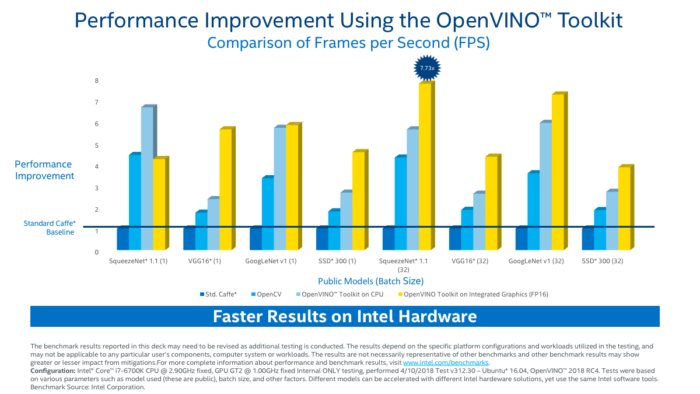 Performance Improvement Using the OpenVINO™ Toolkit
Comparison of Frames per Second (FPS)
7.73x
8
7
6
5
4
3
2
1
0
Performance
Improvement
Standard Caffe*
Baseline
SqueezeNet* 1.1 (1)
VGG16* (1)
GoogLeNet v1 (1)
SSD* 300 (1)
SqueezeNet* 1.1
(32)
VGG16* (32)
GoogLeNet v1 (32)
SSD* 300 (32)
Public Models (Batch Size)
Std. Caffe*
OpenCV
OpenVINO™ Toolkit on CPU
OpenVINO Toolkit on Integrated Graphics (FP16)
Faster Results on Intel Hardware
The benchmark results reported in this deck may need to be revised as additional testing is conducted. The results depend on the specific platform configurations and workloads utilized in the testing, and
may not be applicable to any particular user's components, computer system or workloads. The results are not necessarily representative of other benchmarks and other benchmark results may show
greater or lesser impact from mitigations.For more complete information about performance and benchmark results, visit www.intel.com/benchmarks.
Configuration: Intel® Core™ i7-6700K CPU @ 2.90GHz fixed, GPU GT2 @ 1.00GHz fixed Internal ONLY testing, performed 4/10/2018 Test v312.30 – Ubuntu* 16.04, OpenVINO™ 2018 RC4. Tests were based
on various parameters such as model used (these are public), batch size, and other factors. Different models can be accelerated with different Intel hardware solutions, yet use the same Intel software tools.
Benchmark Source: Intel Corporation.